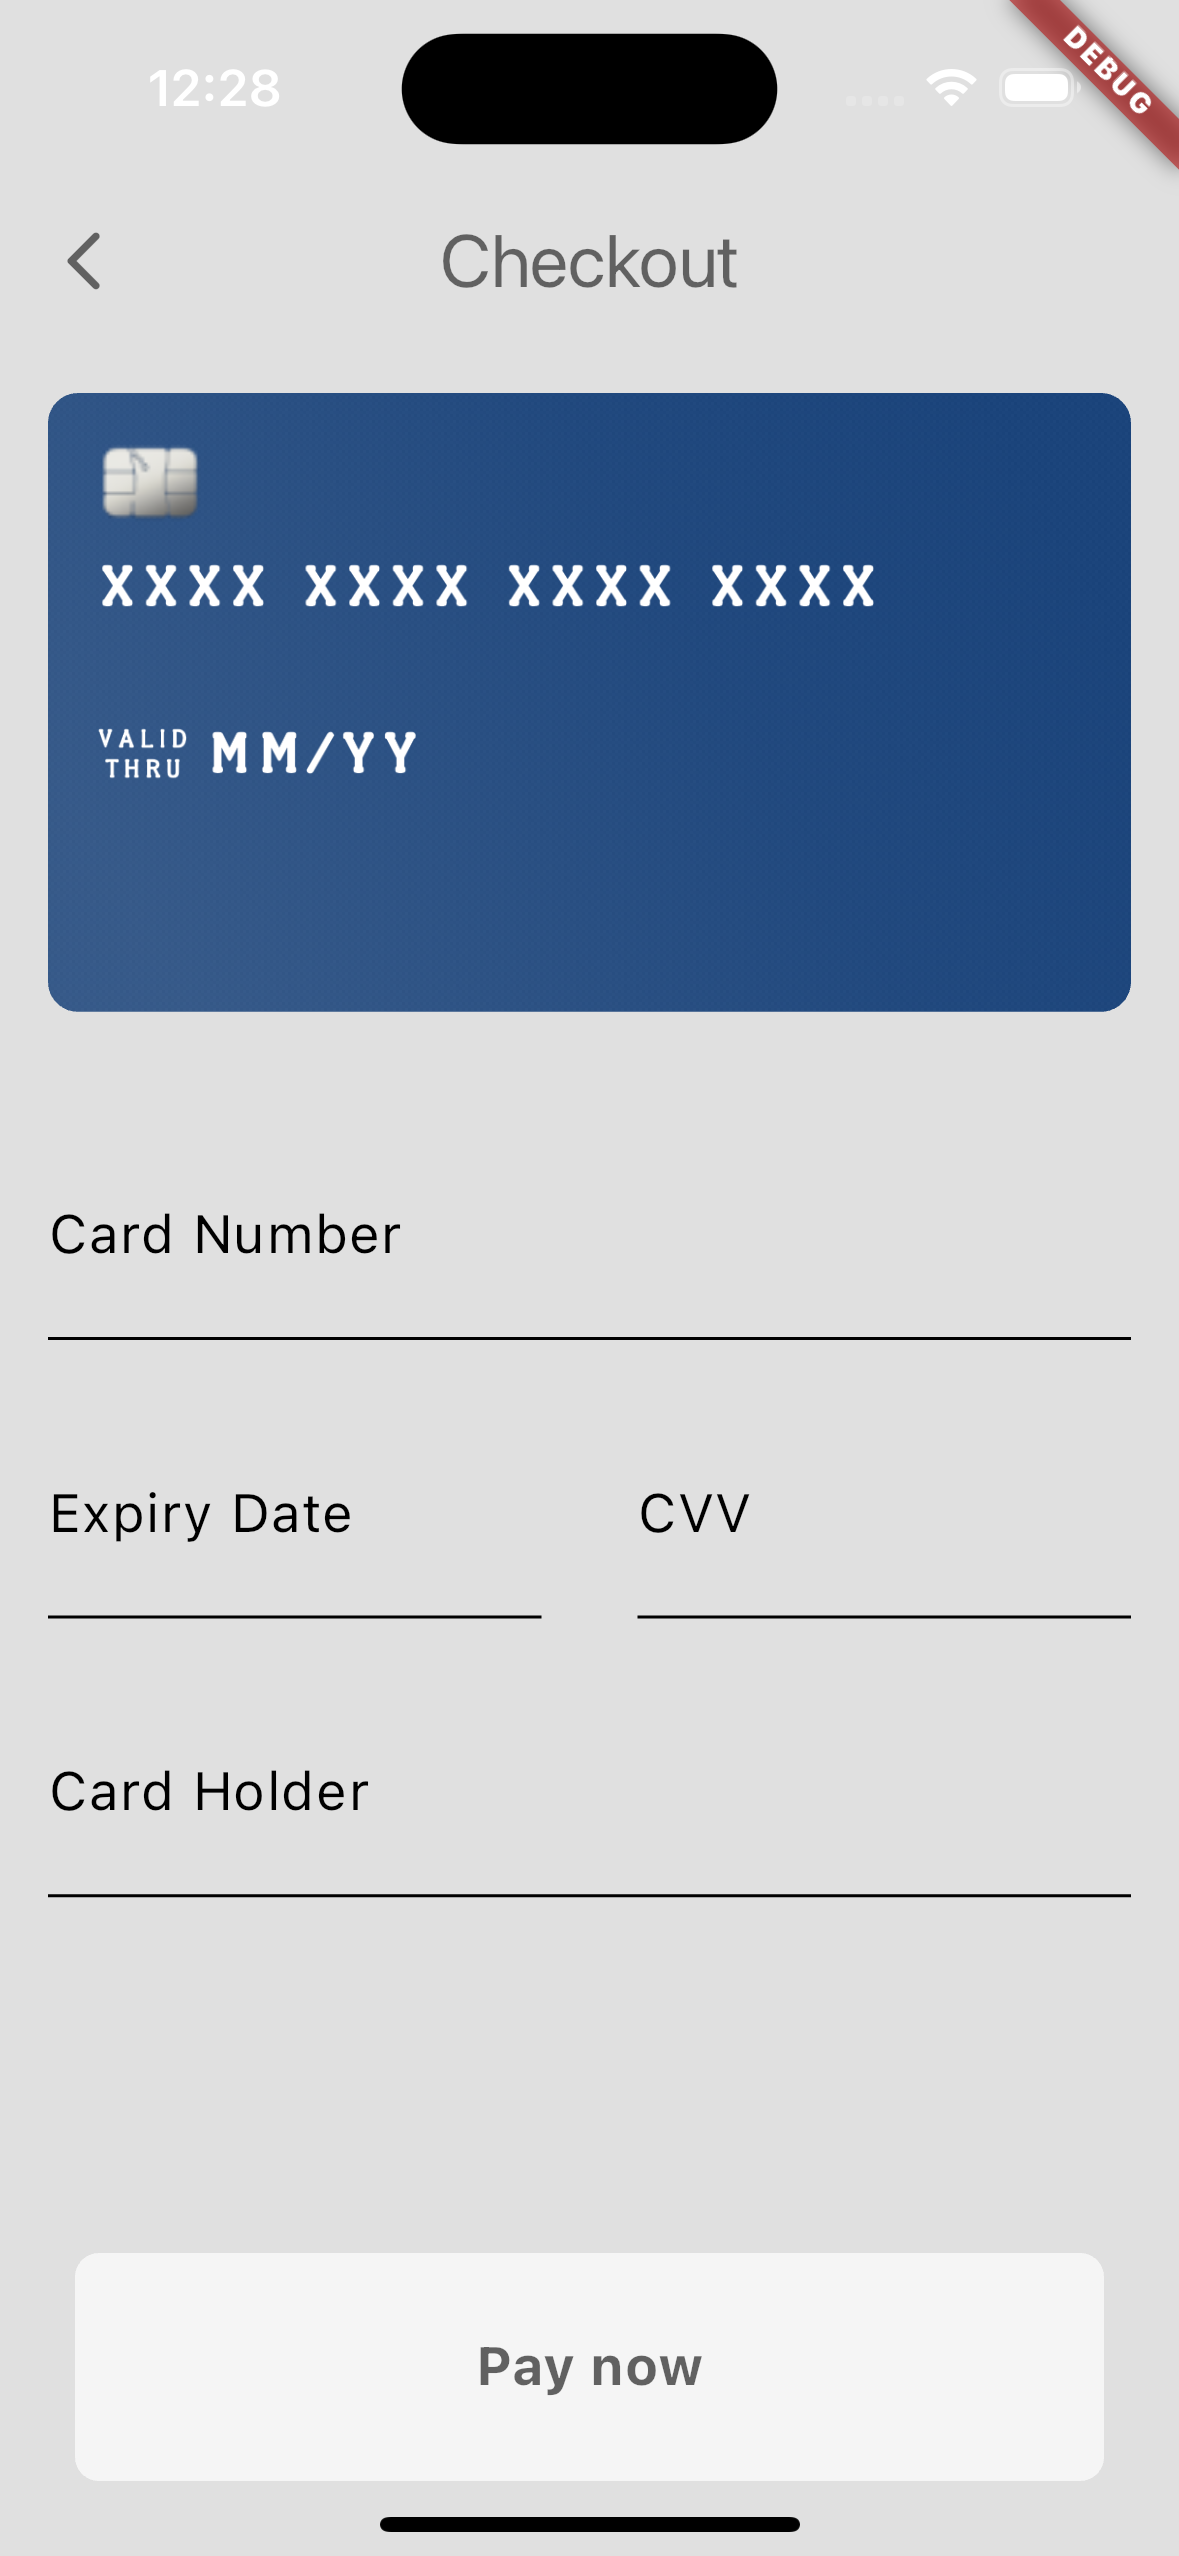 12:28
DEBUG
Checkout
XXXX XXXX XXXX XXXX
VALID
THRU
MM/YY
Card Number
Expiry Date
CVV
Card Holder
Pay now